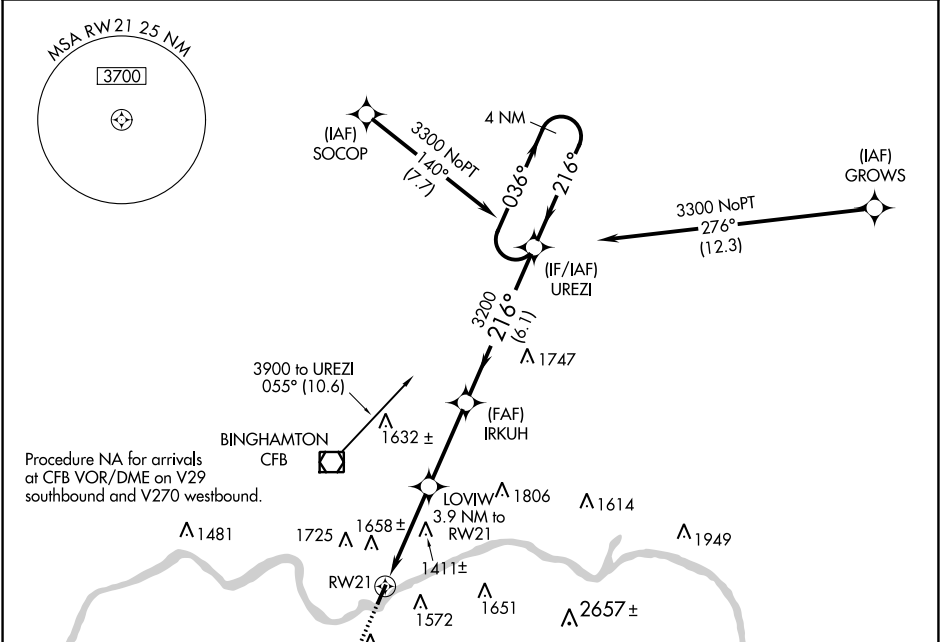 MSA RW21 25 NM
3700
(IAF)
SOCOP
3300 NoPT
140°
(7.7)
4 NM
036°
216°
(IAF)
GROWS
3300 NoPT
276°
(12.3)
(IF/IAF)
UREZI
3200
216°
(6.1)
1747
3900 to UREZI
055° (10.6)
1632 ±
(FAF)
IRKUH
BINGHAMTON
CFB
Procedure NA for arrivals
at CFB VOR/DME on V29
southbound and V270 westbound.
LOVIW
3.9 NM to
RW21
1806
1614
1481
1725
1658 ±
1411±
1949
RW21
1572
1651
2657 ±